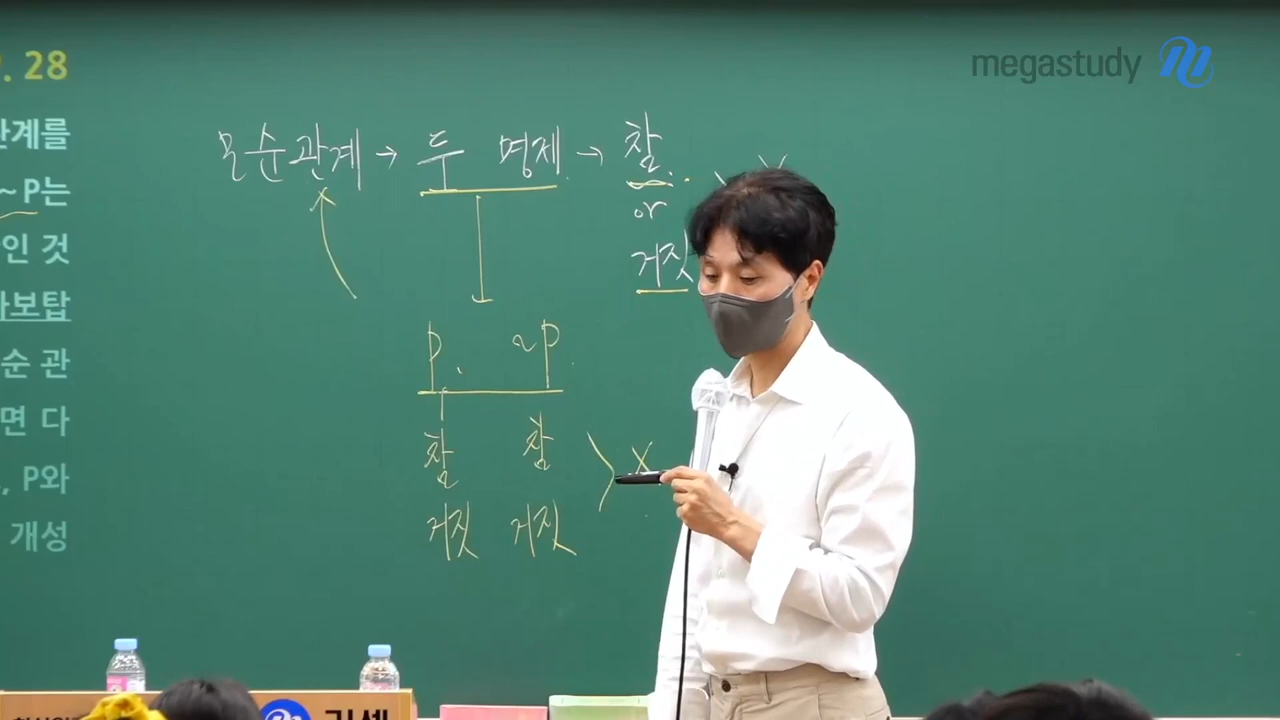 megastudy
. 28
관계를
~P는
인 것
라보탑
순 관
면 다
, P와
개성
모순관계 → 두 명제 → 참.
or
거짓
P. ~P.
참 참
거짓 거짓
X